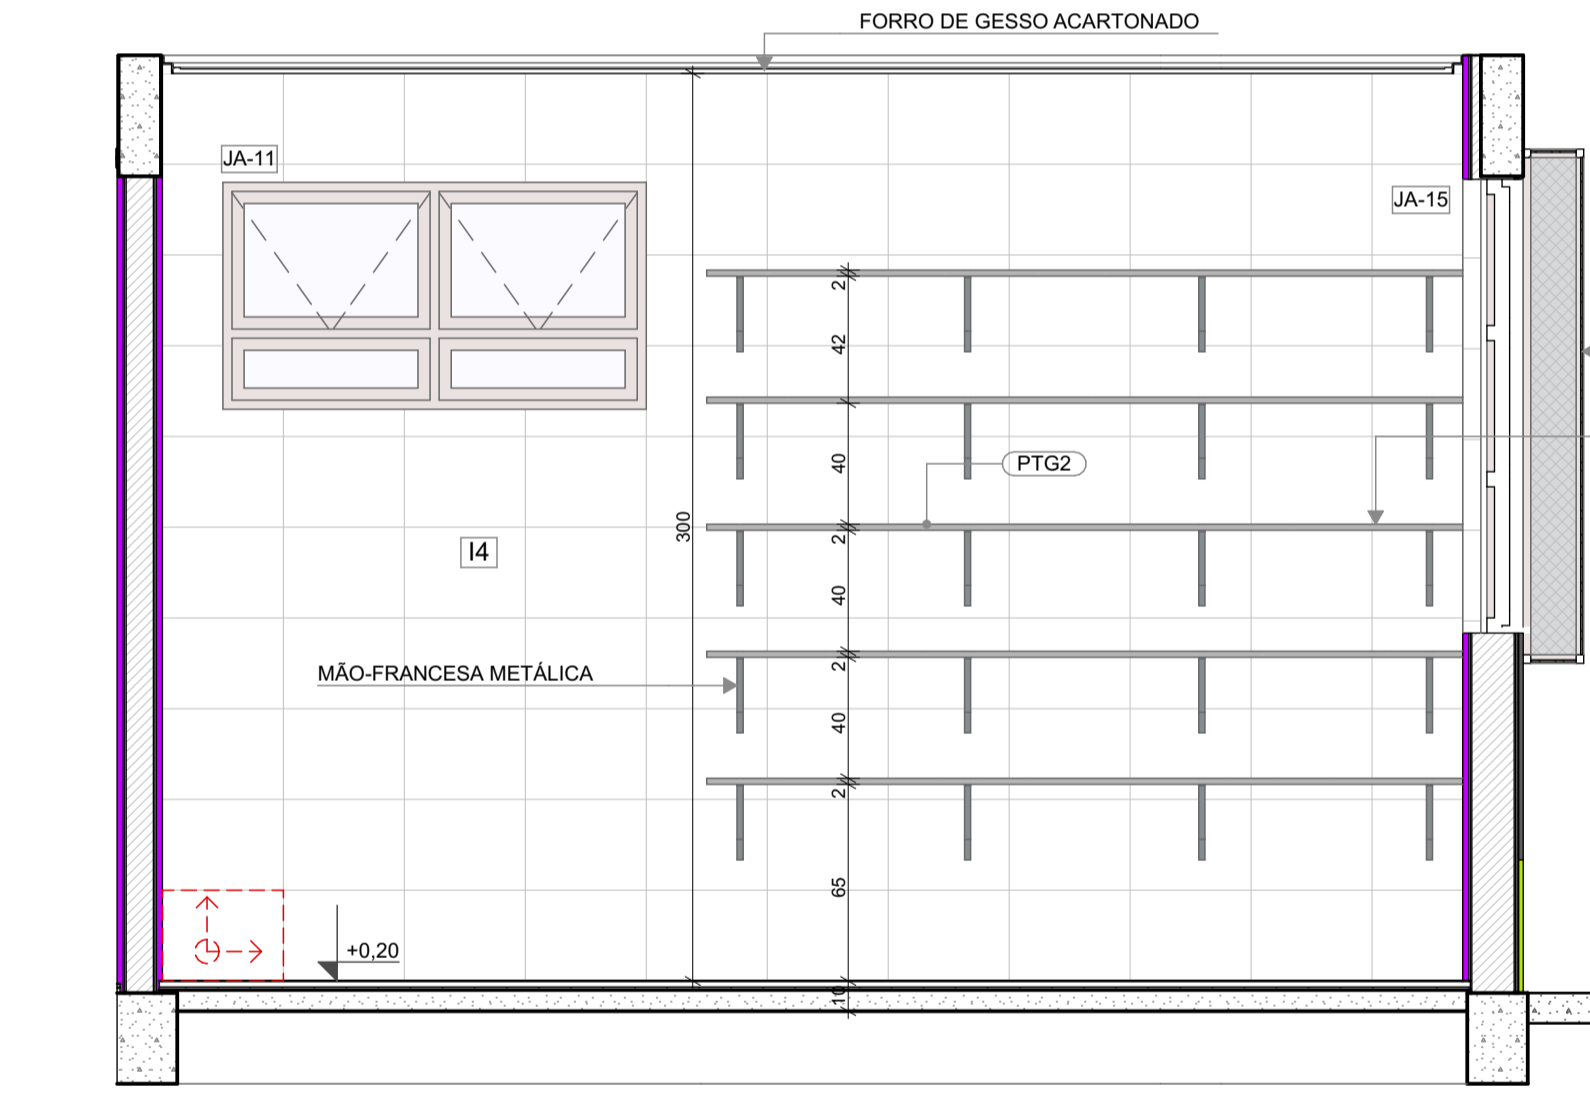 FORRO DE GESSO ACARTONADO
JA-11
JA-15
2
42
40
PTG2
300
2
I4
40
2
MÃO-FRANCESA METÁLICA
40
2
65
+0,20
10